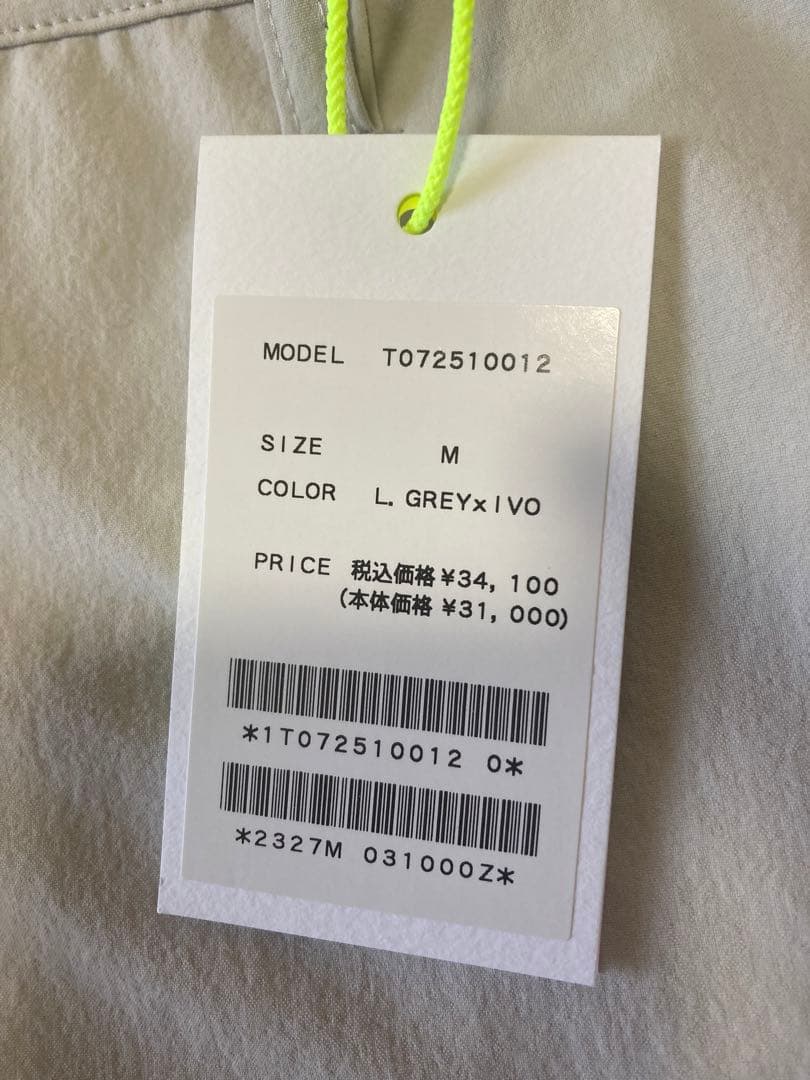 MODEL T072510012
SIZE M
COLOR L. GREYxIVO
PRICE 税込価格 ¥34, 100
(本体価格 ¥31, 000)
*1T072510012 0*
*2327M 031000Z*